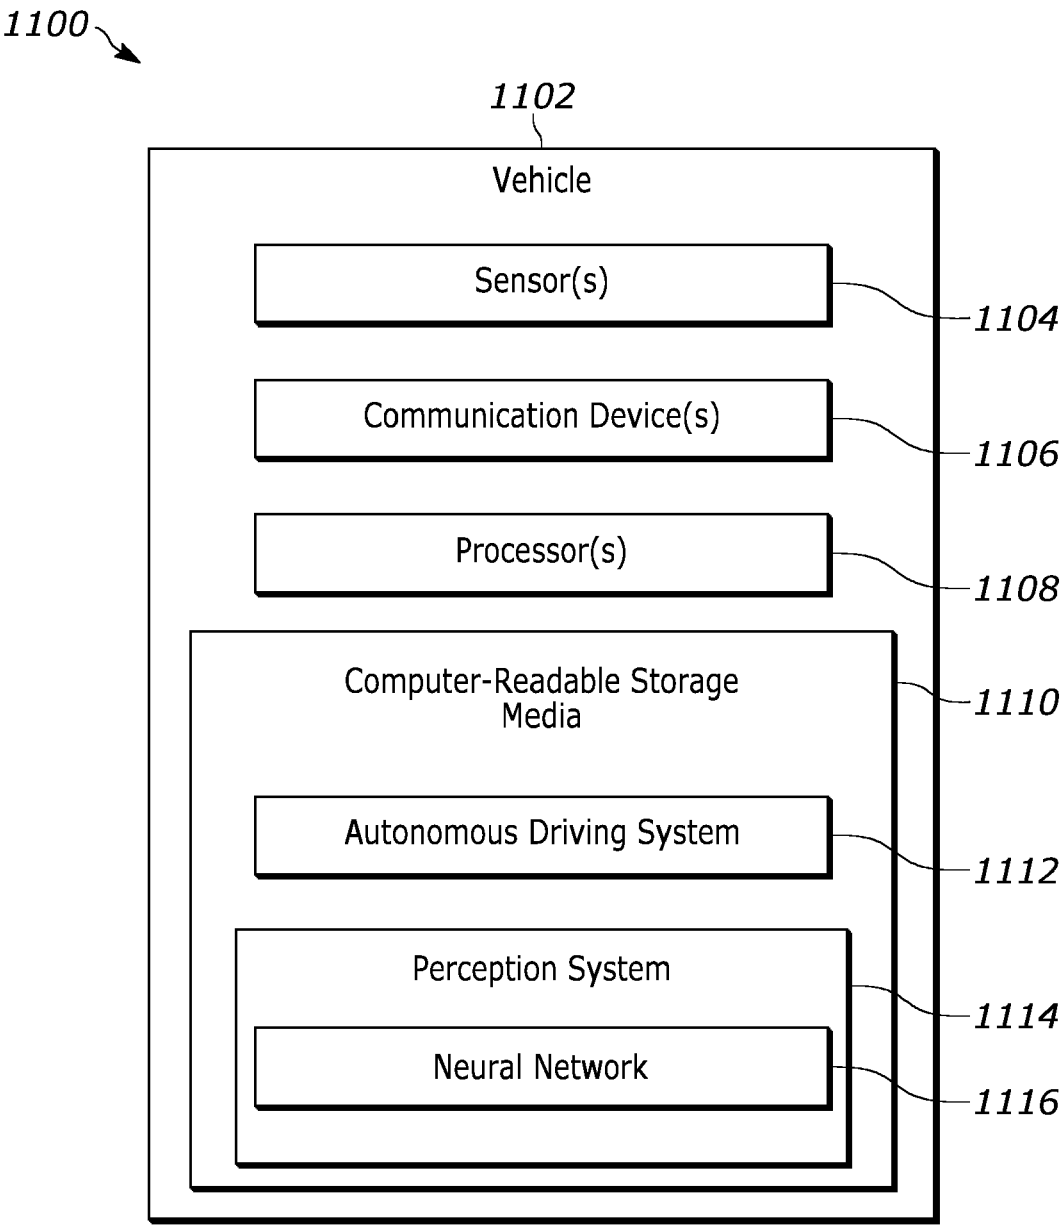 1100
1102
Vehicle
Sensor(s)
1104
Communication Device(s)
1106
Processor(s)
1108
Computer-Readable Storage
Media
1110
Autonomous Driving System
1112
Perception System
1114
Neural Network
1116